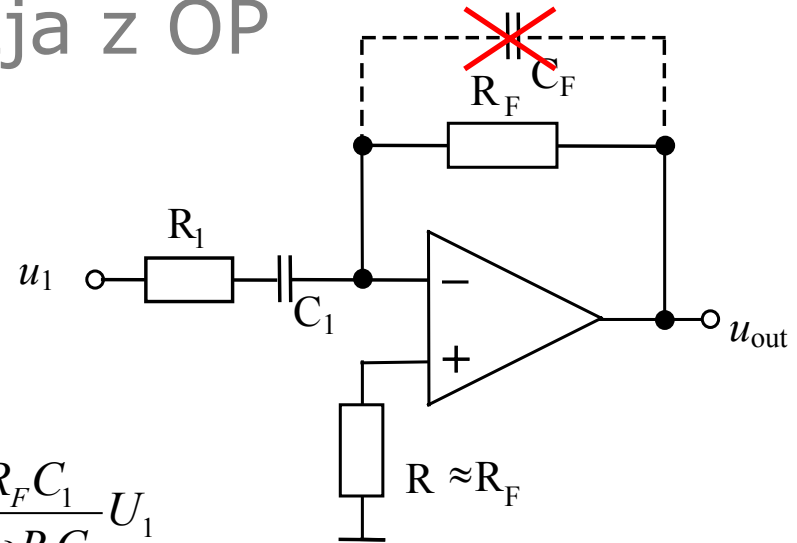 ja z OP
C_F
R_F
R_1
u_1
C_1
−
+
u_out
R ≈R_F
R_F C_1
U_1